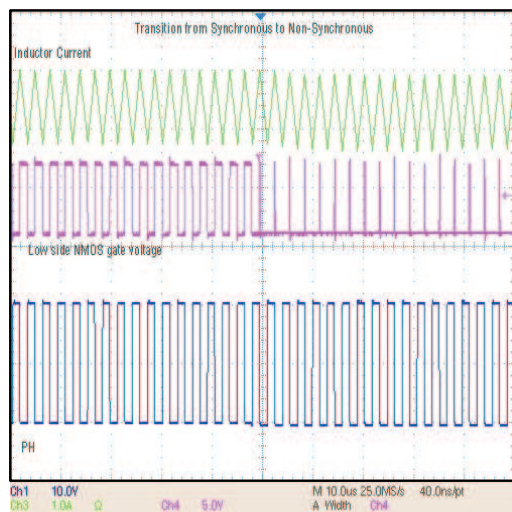 Transition from Synchronous to Non-Synchronous
Inductor Current
Low side NMOS gate voltage
PH
Ch1 10.0V M 10.0us 25.0MS/s 40.0ns/pt
Ch3 1.0A Ω Ch4 5.0V A Width Ch4